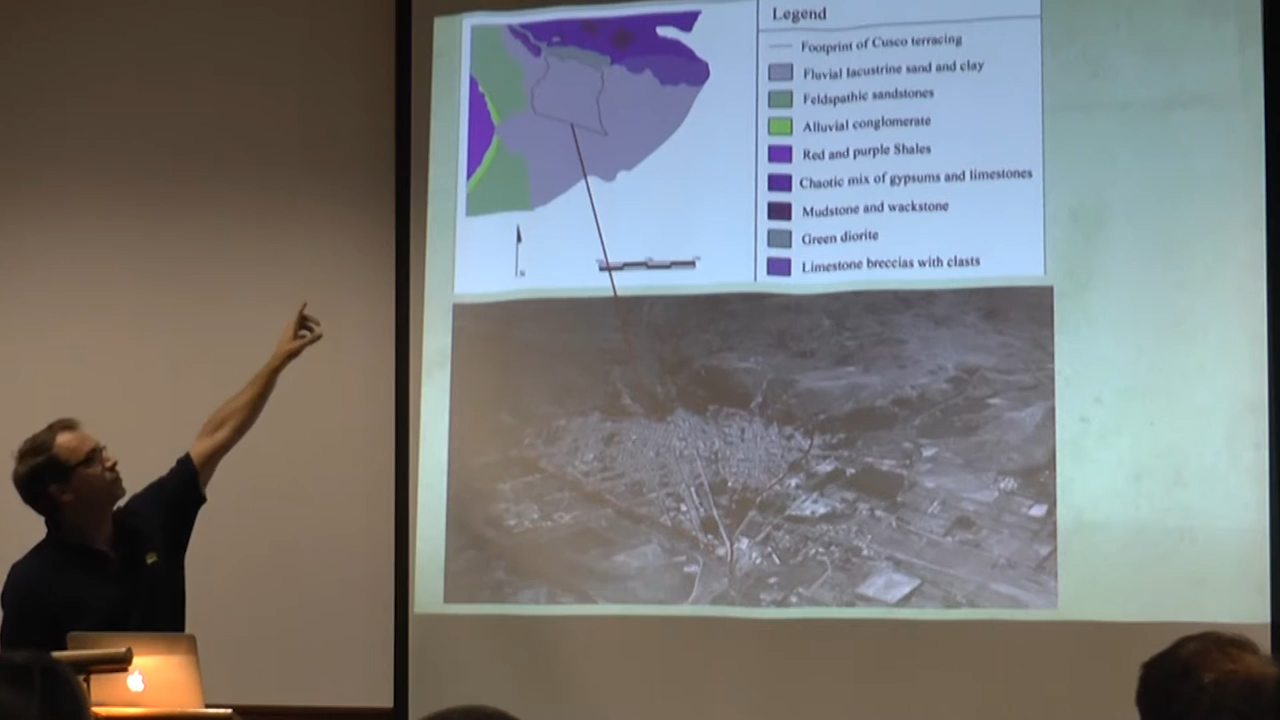 Legend
Footprint of Cusco terracing
Fluvial lacustrine sand and clay
Feldspathic sandstones
Alluvial conglomerate
Red and purple Shales
Chaotic mix of gypsums and limestones
Mudstone and wackstone
Green diorite
Limestone breccias with clasts